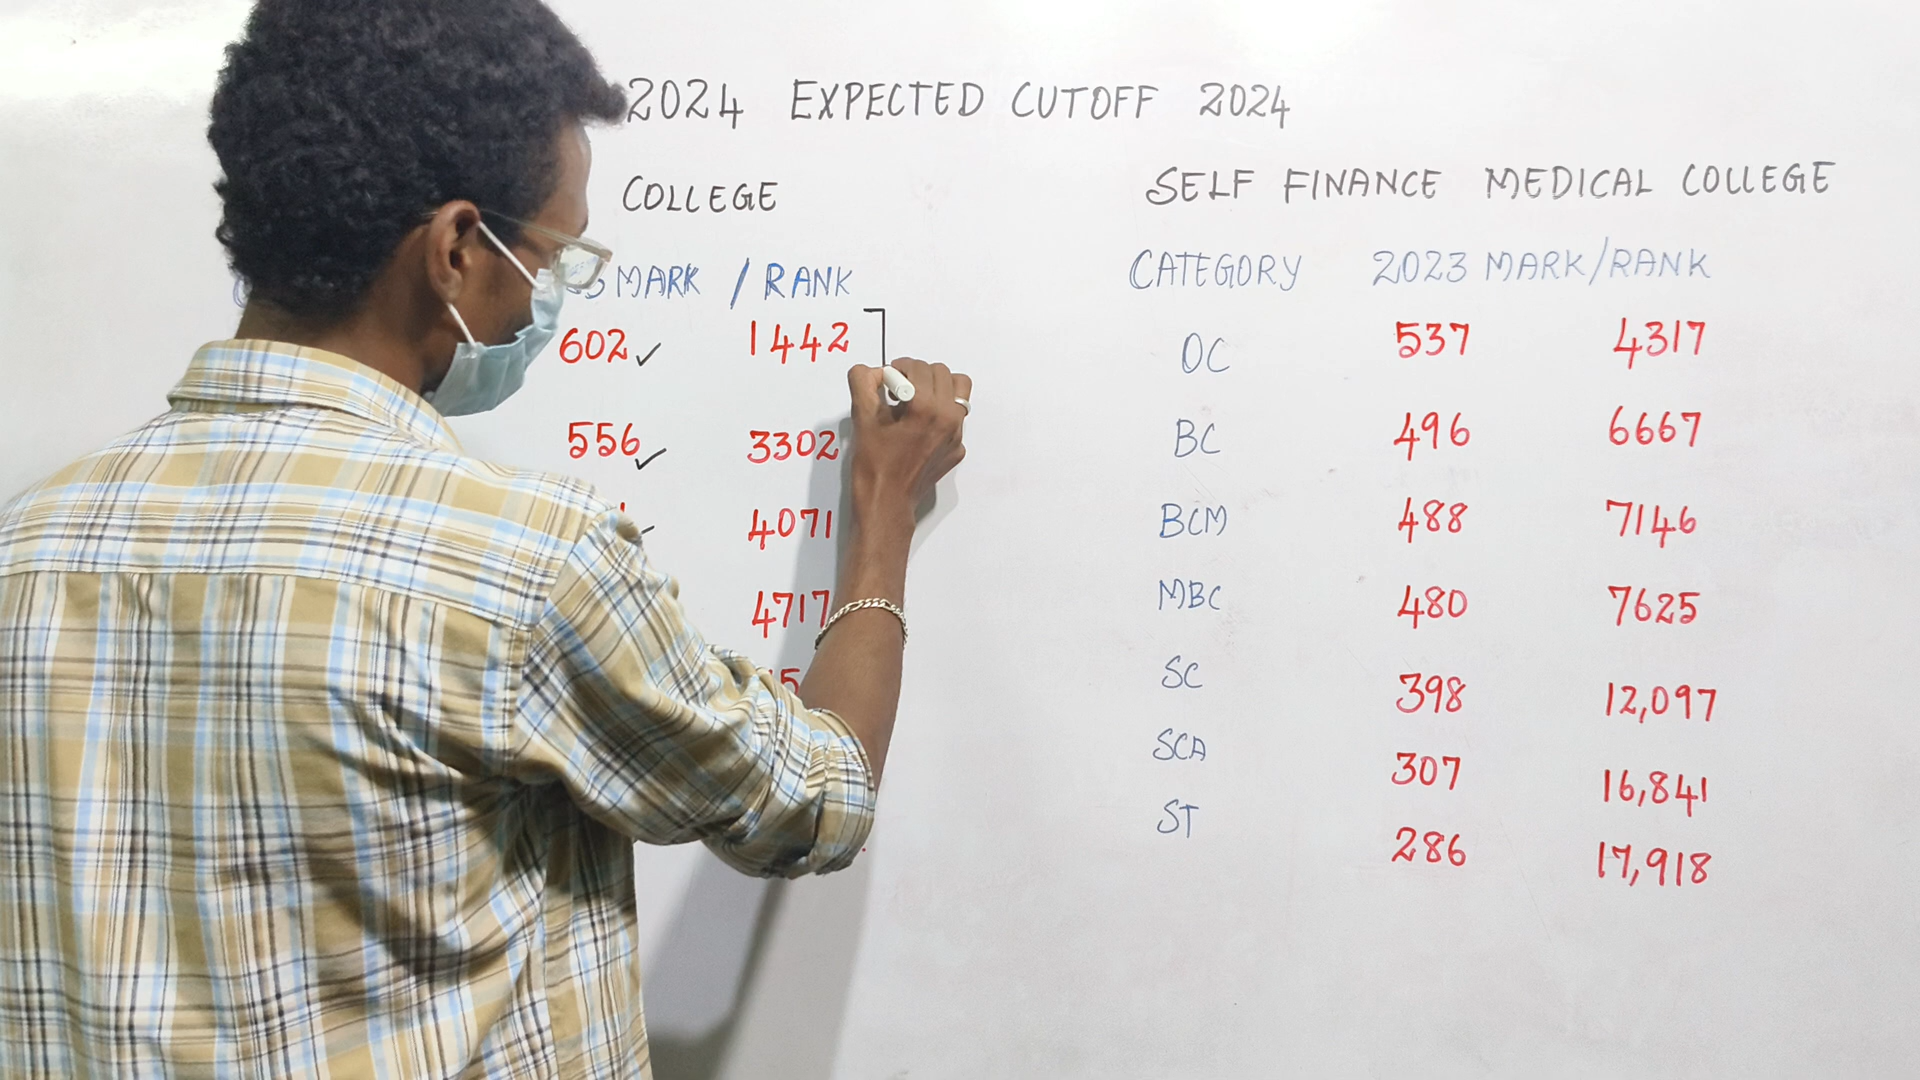 2024 EXPECTED CUTOFF 2024
COLLEGE
MARK / RANK
602 1442
556 3302
4071
4717
SELF FINANCE MEDICAL COLLEGE
CATEGORY 2023 MARK/RANK
OC 537 4317
BC 496 6667
BCM 488 7146
MBC 480 7625
SC 398 12,097
SCA 307 16,841
ST 286 17,918